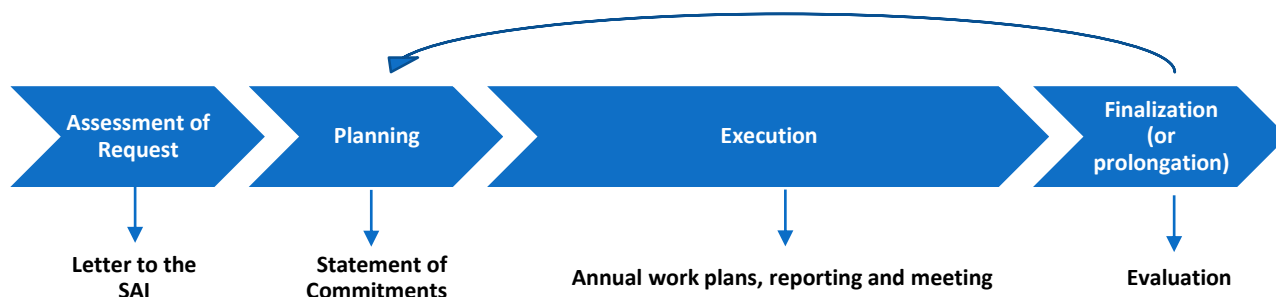 Assessment of
Request
Planning
Execution
Finalization
(or
prolongation)
Letter to the
SAI
Statement of
Commitments
Annual work plans, reporting and meeting
Evaluation